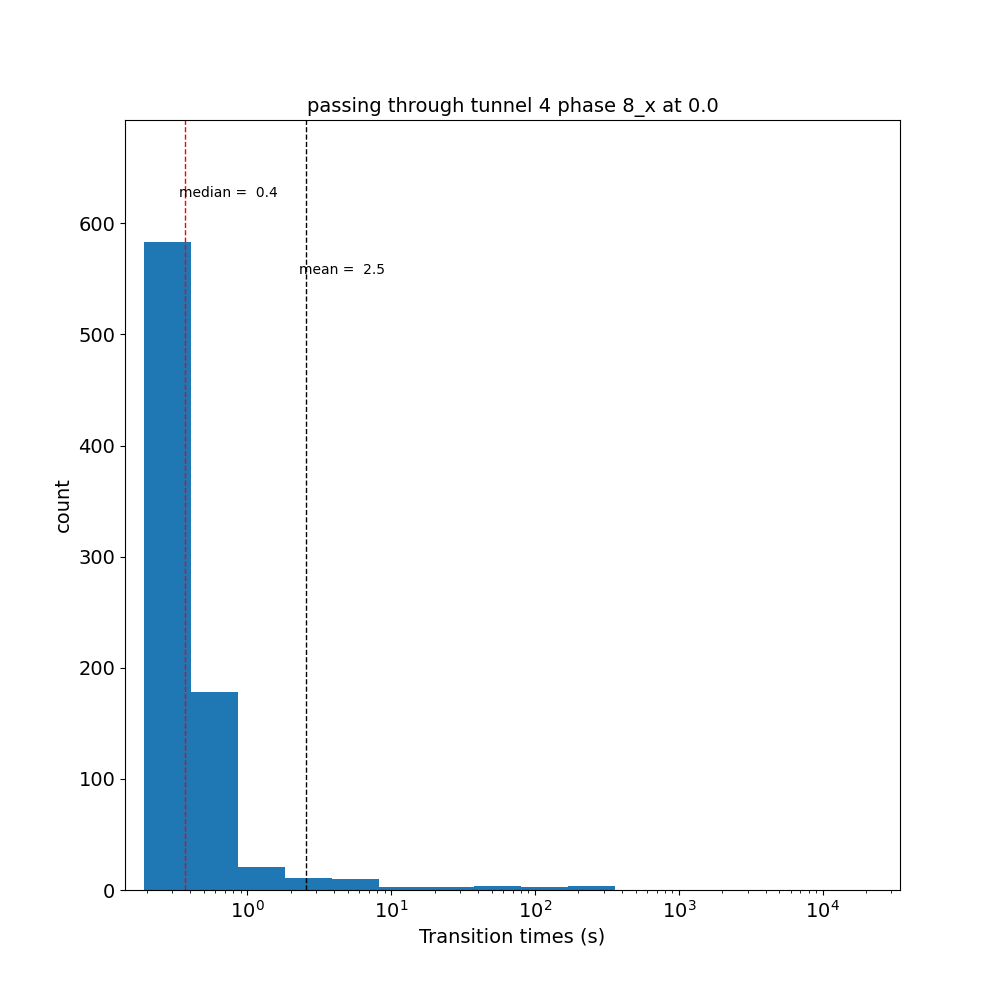 passing through tunnel 4 phase 8_x at 0.0
median =  0.4
mean =  2.5
count
600
500
400
300
200
100
0
10⁰ 10¹ 10² 10³ 10⁴
Transition times (s)